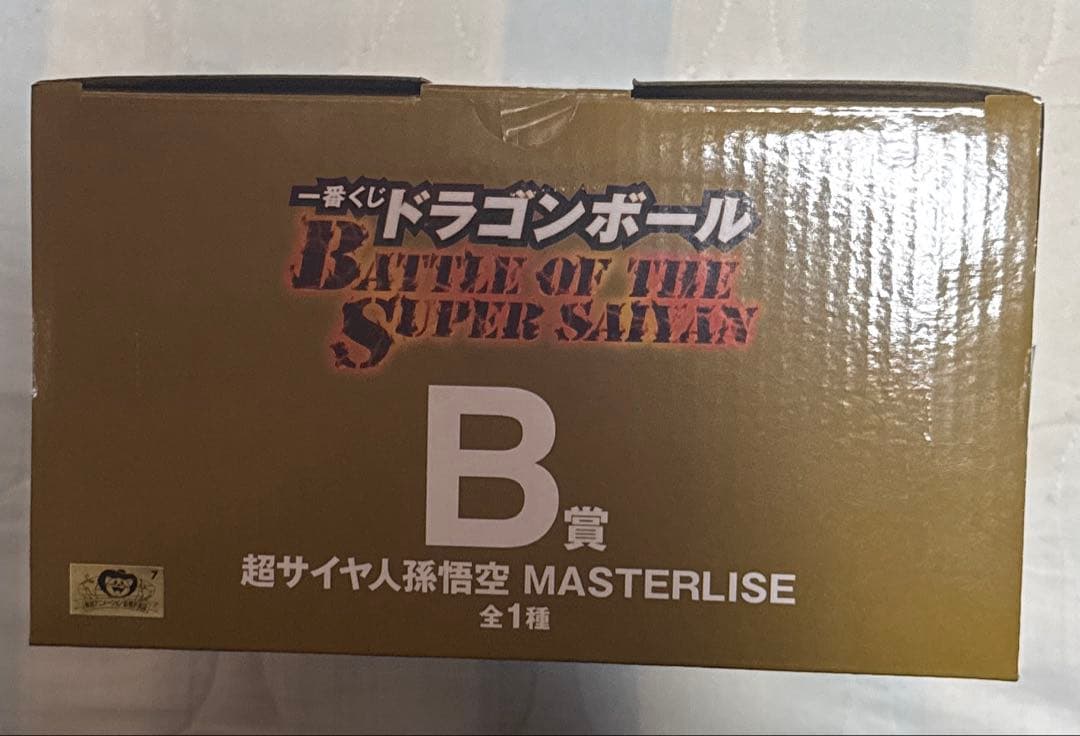 一番くじ ドラゴンボール
BATTLE OF THE
SUPER SAIYAN
B賞
超サイヤ人孫悟空 MASTERLISE
全1種
7